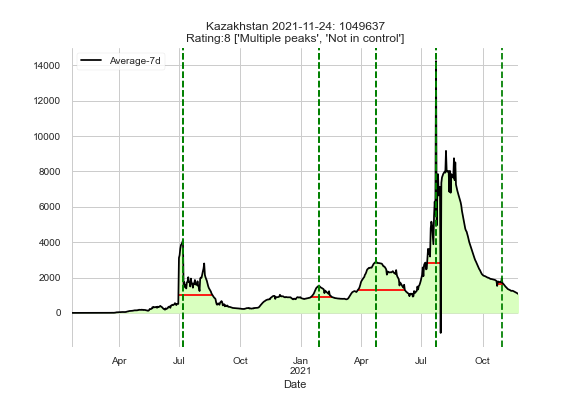 Kazakhstan 2021-11-24: 1049637
Rating:8 ['Multiple peaks', 'Not in control']
Average-7d
14000
12000
10000
8000
6000
4000
2000
0
Apr Jul Oct Jan Apr Jul Oct
2021
Date